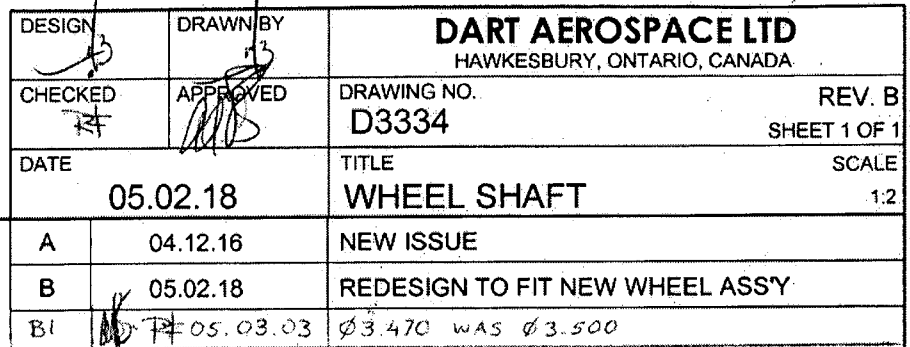 DESIGN
DRAWN BY
DART AEROSPACE LTD
HAWKESBURY, ONTARIO, CANADA
CHECKED
RF
APPROVED
DRAWING NO.
D3334
REV. B
SHEET 1 OF 1
DATE
05.02.18
TITLE
WHEEL SHAFT
SCALE
1:2
A 04.12.16 NEW ISSUE
B 05.02.18 REDESIGN TO FIT NEW WHEEL ASS'Y
B1 RF 05.03.03 Ø3.470 WAS Ø3.500